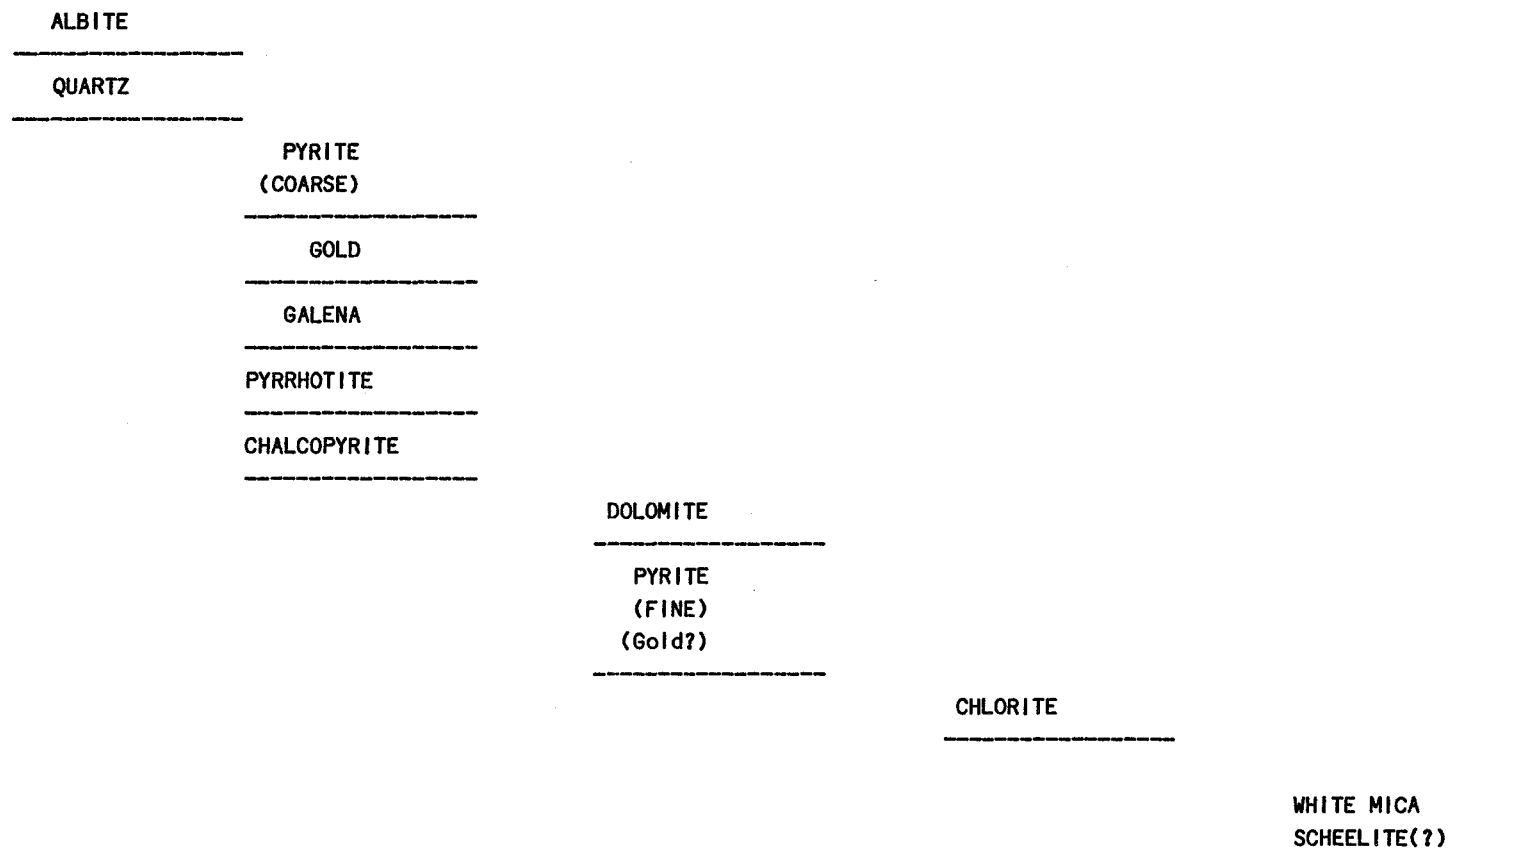 ALBITE
QUARTZ
PYRITE
(COARSE)
GOLD
GALENA
PYRRHOTITE
CHALCOPYRITE
DOLOMITE
PYRITE
(FINE)
(Gold?)
CHLORITE
WHITE MICA
SCHEELITE(?)